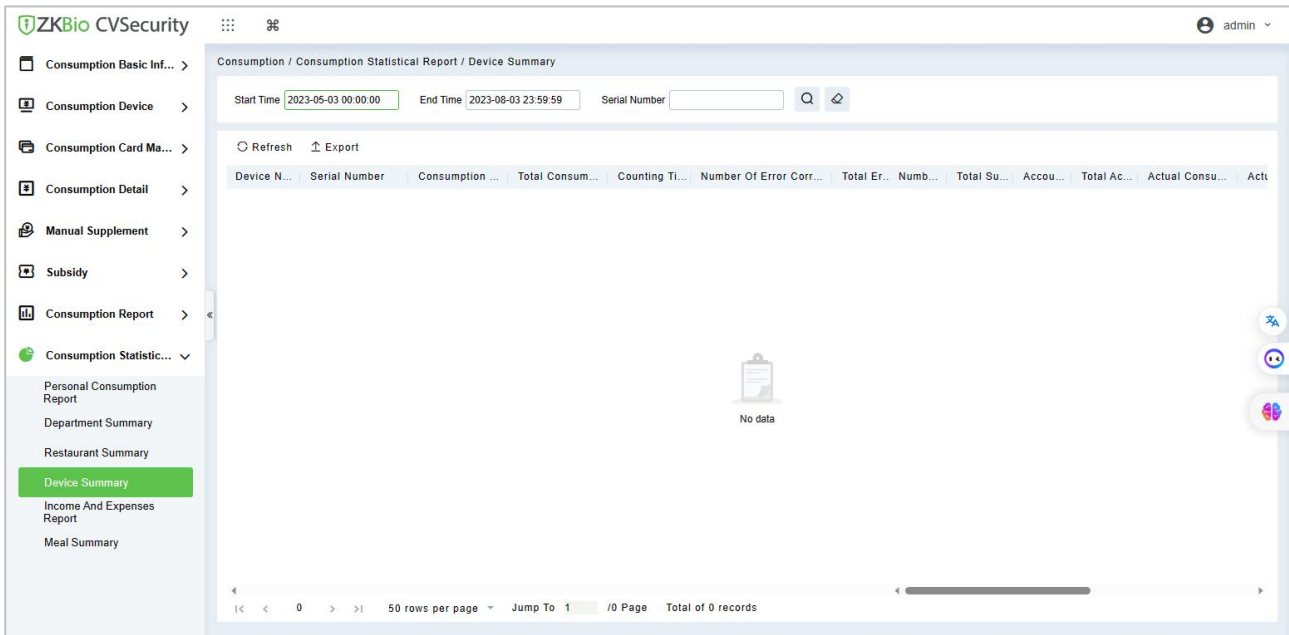 ZKBio CVSecurity
admin
Consumption Basic Inf...
Consumption Device
Consumption Card Ma...
Consumption Detail
Manual Supplement
Subsidy
Consumption Report
Consumption Statistic...
Personal Consumption
Report
Department Summary
Restaurant Summary
Device Summary
Income And Expenses
Report
Meal Summary
Consumption / Consumption Statistical Report / Device Summary
Start Time 2023-05-03 00:00:00 End Time 2023-08-03 23:59:59 Serial Number
Refresh Export
Device N... Serial Number Consumption ... Total Consum... Counting Ti... Number Of Error Corr... Total Er... Numb... Total Su... Accou... Total Ac... Actual Consu... Actu
No data
0 50 rows per page Jump To 1 /0 Page Total of 0 records